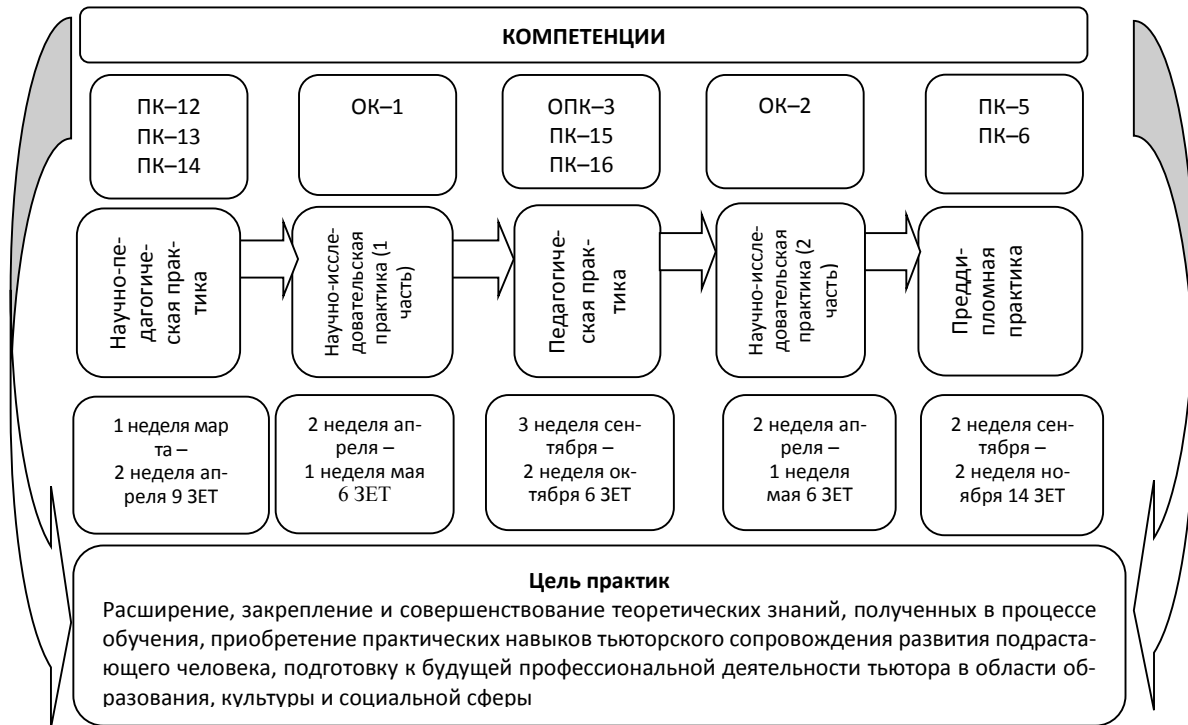 КОМПЕТЕНЦИИ
ПК–12
ПК–13
ПК–14
ОК–1
ОПК–3
ПК–15
ПК–16
ОК–2
ПК–5
ПК–6
Научно-пе-
дагогиче-
ская прак-
тика
Научно-иссле-
довательская
практика (1
часть)
Педагогиче-
ская прак-
тика
Научно-иссле-
довательская
практика (2
часть)
Предди-
пломная
практика
1 неделя мар
та –
2 неделя ап-
реля 9 ЗЕТ
2 неделя ап-
реля –
1 неделя мая
6 ЗЕТ
3 неделя сен-
тября –
2 неделя ок-
тября 6 ЗЕТ
2 неделя ап-
реля –
1 неделя
мая 6 ЗЕТ
2 неделя сен-
тября –
2 неделя но-
ября 14 ЗЕТ
Цель практик
Расширение, закрепление и совершенствование теоретических знаний, полученных в процессе
обучения, приобретение практических навыков тьюторского сопровождения развития подраста-
ющего человека, подготовку к будущей профессиональной деятельности тьютора в области об-
разования, культуры и социальной сферы